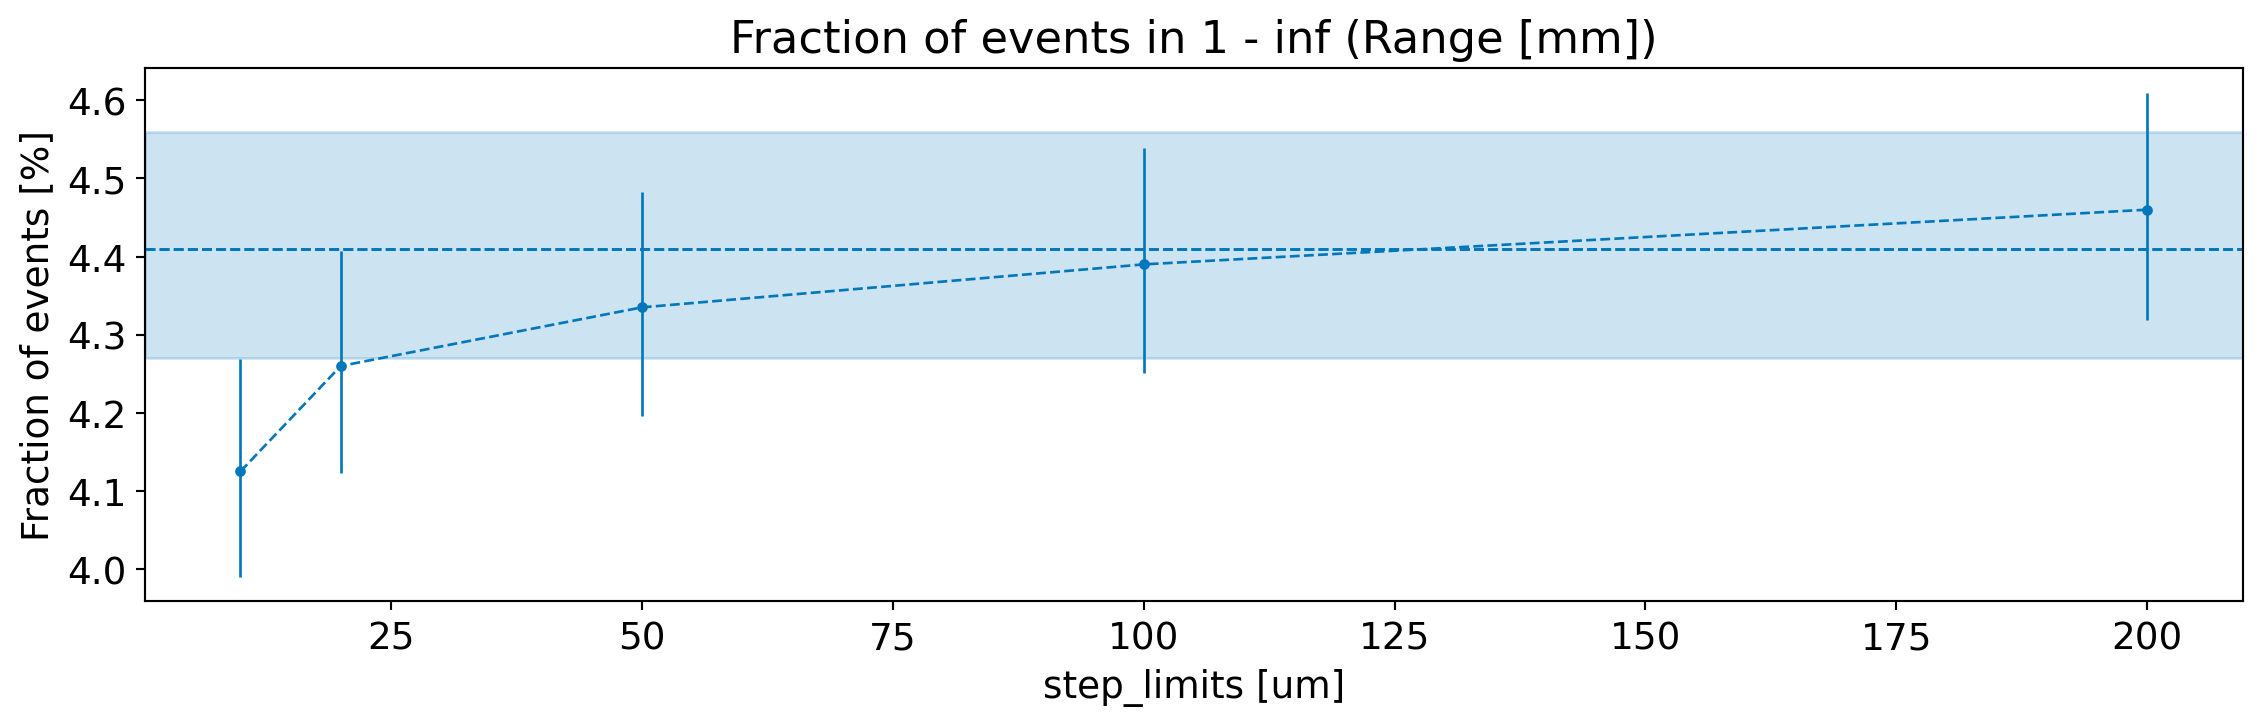 Fraction of events in 1 - inf (Range [mm])
Fraction of events [%]
4.6
4.5
4.4
4.3
4.2
4.1
4.0
25 50 75 100 125 150 175 200
step_limits [um]